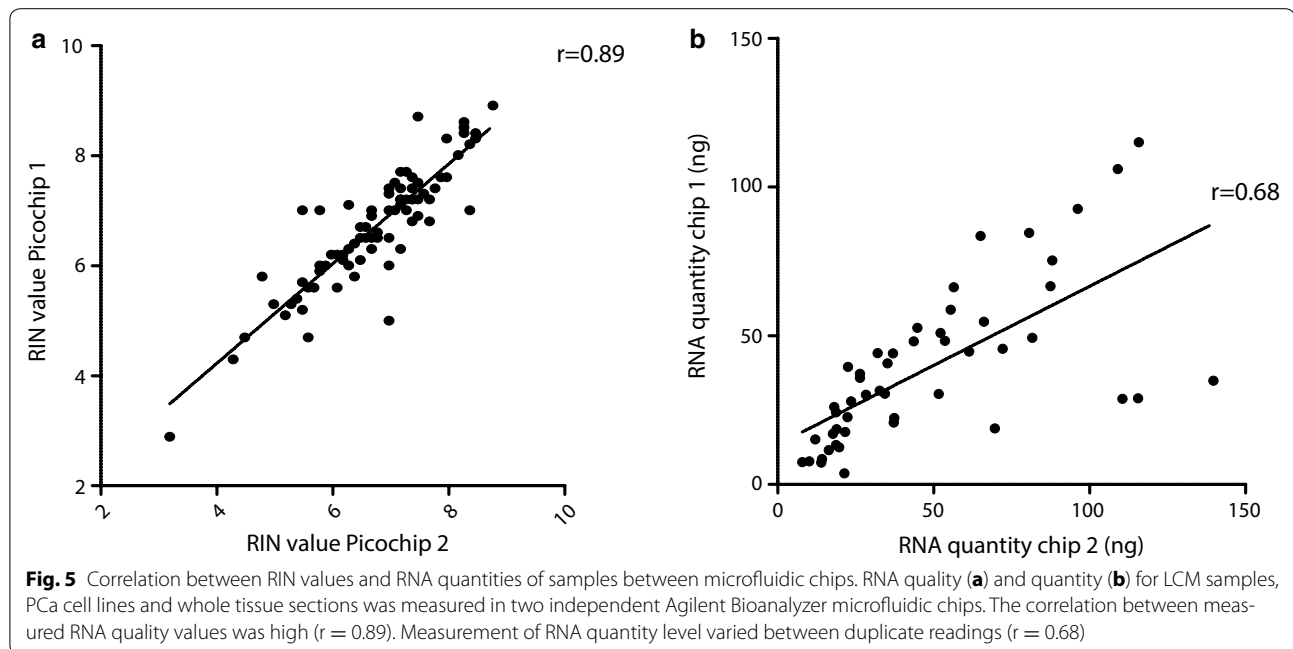 a
r=0.89
RIN value Picochip 1
10
8
6
4
2
2
4
6
8
10
RIN value Picochip 2
b
r=0.68
RNA quantity chip 1 (ng)
150
100
50
0
0
50
100
150
RNA quantity chip 2 (ng)
Fig. 5 Correlation between RIN values and RNA quantities of samples between microfluidic chips. RNA quality (a) and quantity (b) for LCM samples,
PCa cell lines and whole tissue sections was measured in two independent Agilent Bioanalyzer microfluidic chips. The correlation between meas-
ured RNA quality values was high (r = 0.89). Measurement of RNA quantity level varied between duplicate readings (r = 0.68)